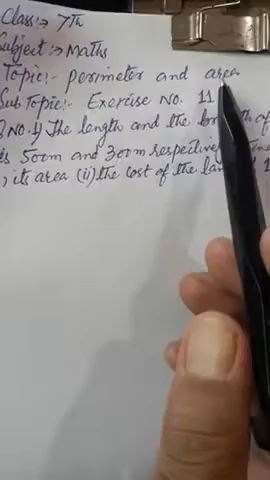 Class:- 7th
Subject:- Maths
Topic:- perimeter and area
Sub Topic:- Exercise No. 11
Q No. 1) The length and the of
is 500m and 300m respectively
, its area (ii) the cost of the